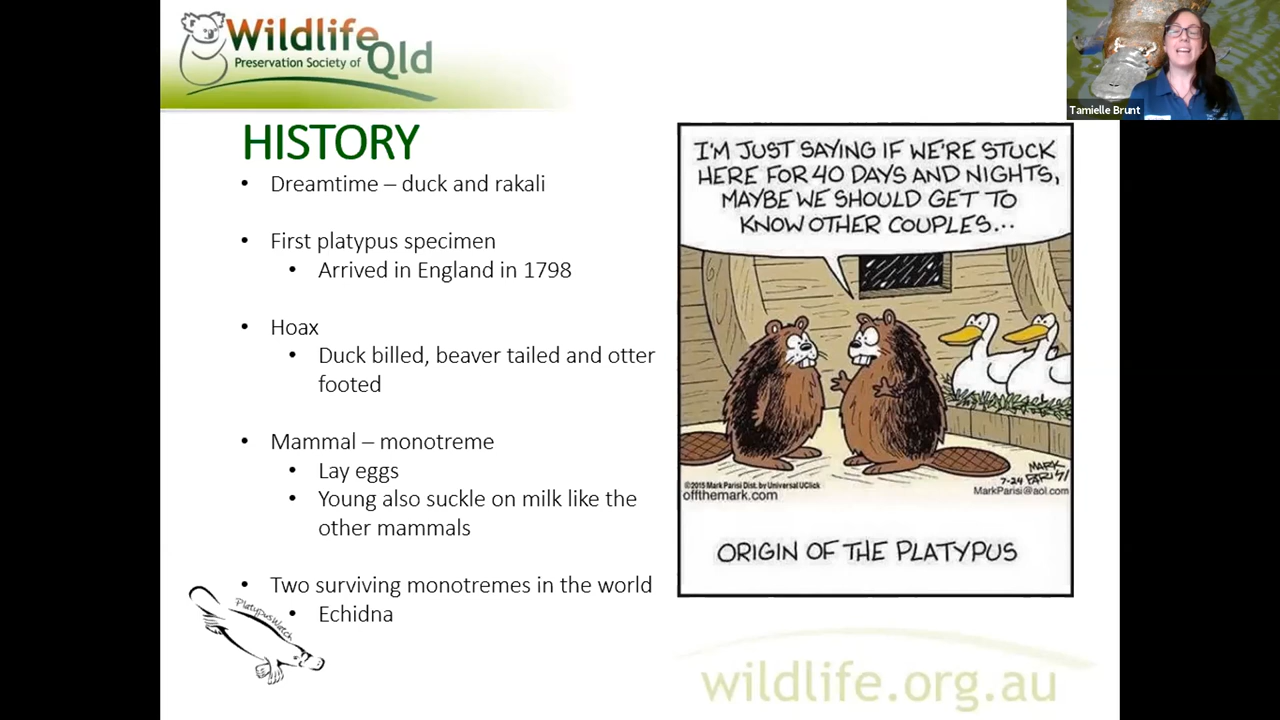 Wildlife
Preservation Society of Qld
Tamielle Brunt
HISTORY
• Dreamtime – duck and rakali
• First platypus specimen
• Arrived in England in 1798
• Hoax
• Duck billed, beaver tailed and otter
footed
• Mammal – monotreme
• Lay eggs
• Young also suckle on milk like the
other mammals
• Two surviving monotremes in the world
• Echidna
PlatypusWatch
I'M JUST SAYING IF WE'RE STUCK
HERE FOR 40 DAYS AND NIGHTS,
MAYBE WE SHOULD GET TO
KNOW OTHER COUPLES...
©2015 Mark Parisi Dist. by Universal UClick
offthemark.com
MARK
PARISI
7-24
MarkParisi@aol.com
ORIGIN OF THE PLATYPUS
wildlife.org.au